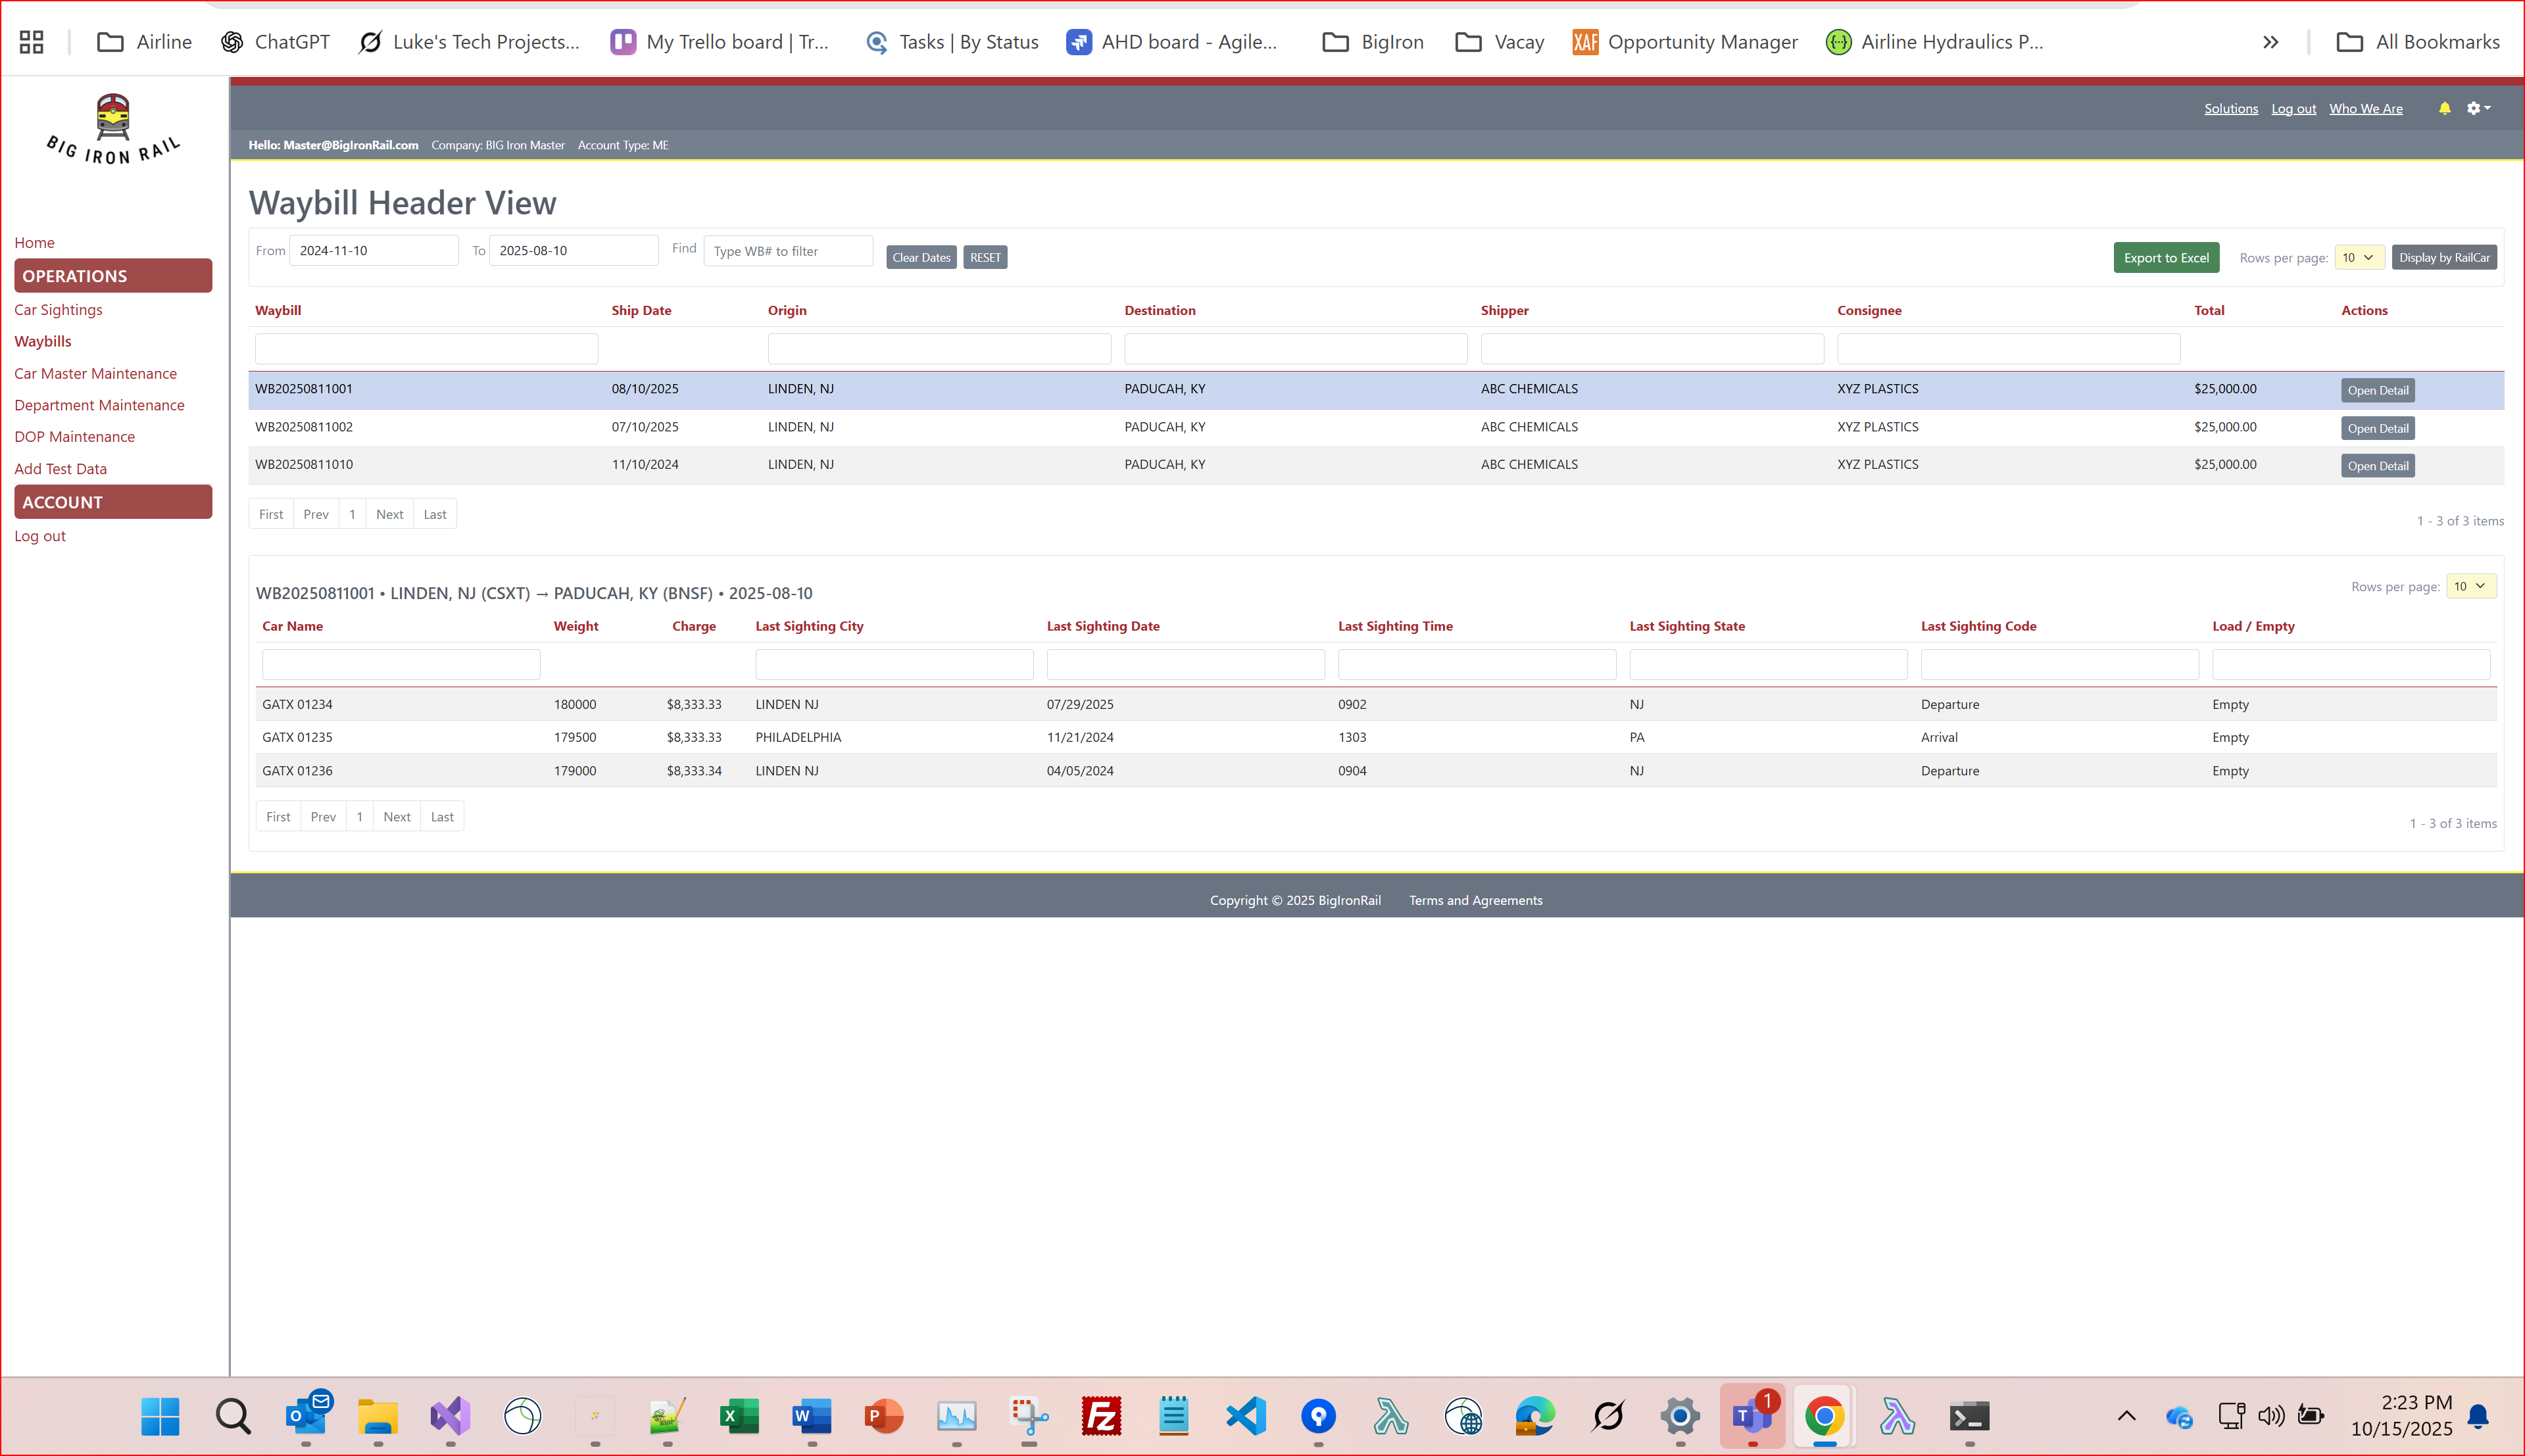 Airline ChatGPT Luke's Tech Projects... My Trello board | Tr... Tasks | By Status AHD board - Agile... BigIron Vacay XAF Opportunity Manager Airline Hydraulics P... All Bookmarks
BIG IRON RAIL
Solutions Log out Who We Are
Hello: Master@BigIronRail.com Company: BIG Iron Master Account Type: ME
Home
OPERATIONS
Car Sightings
Waybills
Car Master Maintenance
Department Maintenance
DOP Maintenance
Add Test Data
ACCOUNT
Log out
Waybill Header View
From 2024-11-10 To 2025-08-10 Find Type WB# to filter Clear Dates RESET Export to Excel Rows per page: 10 Display by RailCar
Waybill Ship Date Origin Destination Shipper Consignee Total Actions
WB20250811001 08/10/2025 LINDEN, NJ PADUCAH, KY ABC CHEMICALS XYZ PLASTICS $25,000.00 Open Detail
WB20250811002 07/10/2025 LINDEN, NJ PADUCAH, KY ABC CHEMICALS XYZ PLASTICS $25,000.00 Open Detail
WB20250811010 11/10/2024 LINDEN, NJ PADUCAH, KY ABC CHEMICALS XYZ PLASTICS $25,000.00 Open Detail
First Prev 1 Next Last
1 - 3 of 3 items
WB20250811001 • LINDEN, NJ (CSXT) → PADUCAH, KY (BNSF) • 2025-08-10 Rows per page: 10
Car Name Weight Charge Last Sighting City Last Sighting Date Last Sighting Time Last Sighting State Last Sighting Code Load / Empty
GATX 01234 180000 $8,333.33 LINDEN NJ 07/29/2025 0902 NJ Departure Empty
GATX 01235 179500 $8,333.33 PHILADELPHIA 11/21/2024 1303 PA Arrival Empty
GATX 01236 179000 $8,333.34 LINDEN NJ 04/05/2024 0904 NJ Departure Empty
First Prev 1 Next Last
1 - 3 of 3 items
Copyright © 2025 BigIronRail Terms and Agreements
1
2:23 PM
10/15/2025